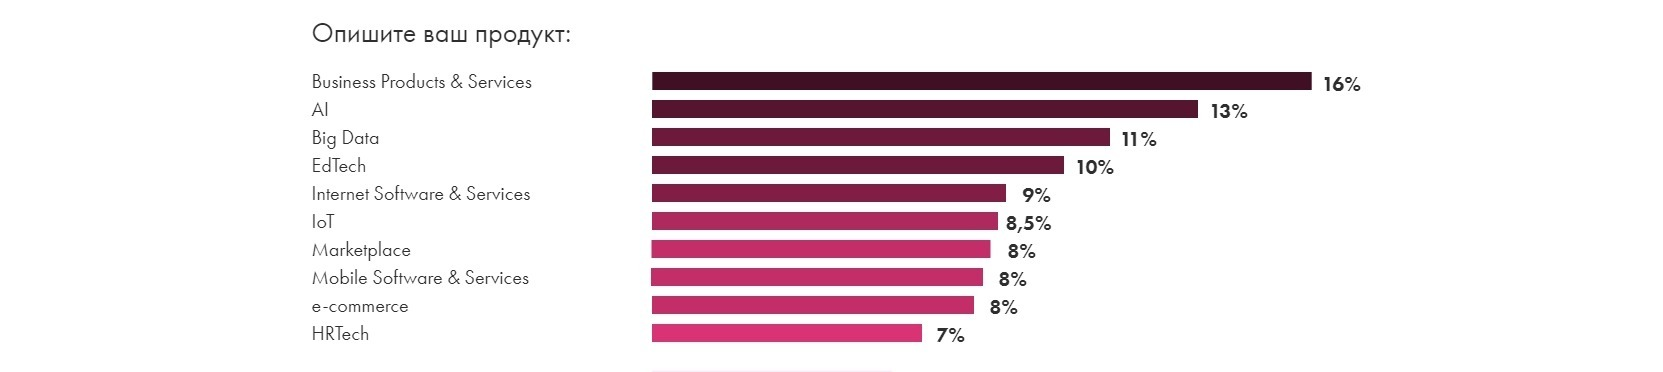 Опишите ваш продукт:
Business Products & Services 16%
AI 13%
Big Data 11%
EdTech 10%
Internet Software & Services 9%
IoT 8,5%
Marketplace 8%
Mobile Software & Services 8%
e-commerce 8%
HRTech 7%